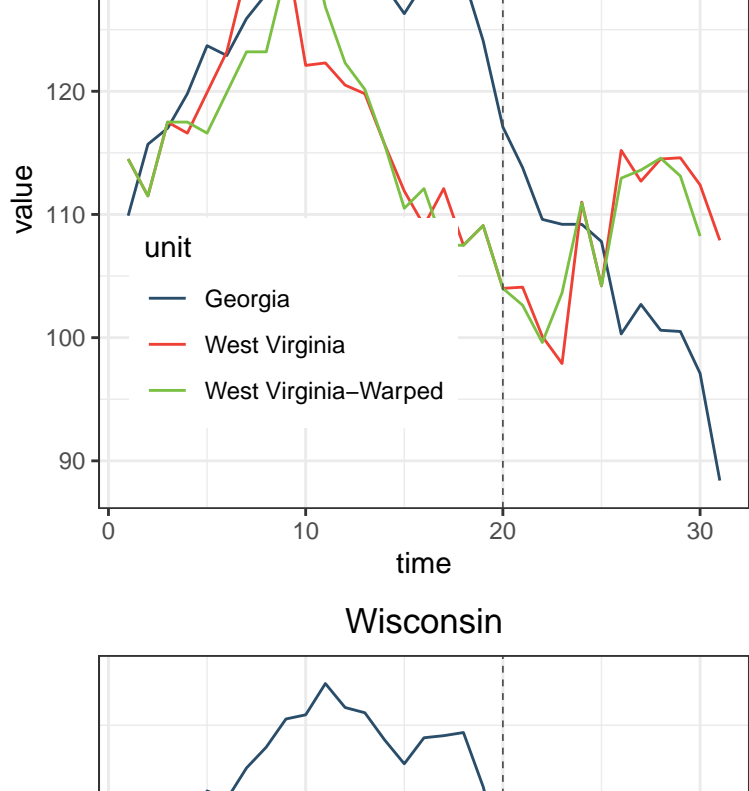 120
110
100
90
value
unit
Georgia
West Virginia
West Virginia−Warped
0 10 20 30
time
Wisconsin